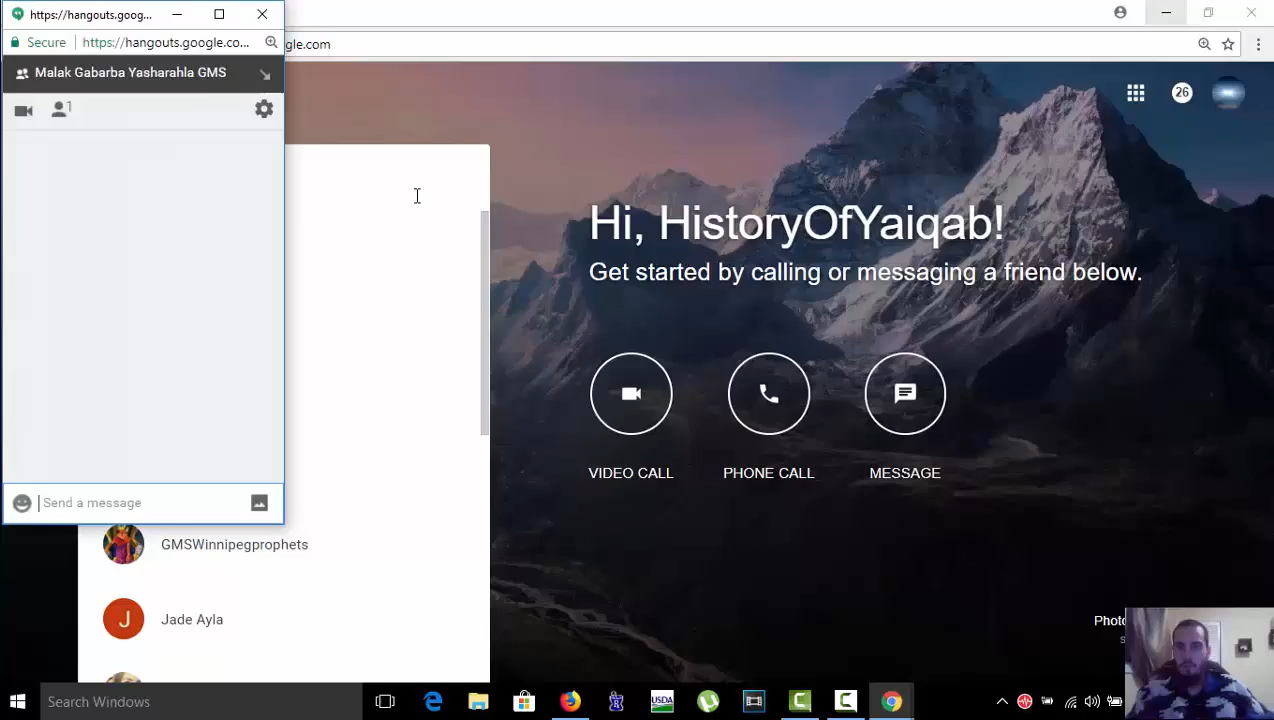 https://hangouts.goog...
Secure
https://hangouts.google.co...
gle.com
Malak Gabarba Yasharahla GMS
1
26
Hi, HistoryOfYaiqab!
Get started by calling or messaging a friend below.
VIDEO CALL
PHONE CALL
MESSAGE
Send a message
GMSWinnipegprophets
J
Jade Ayla
Photo
Search Windows
USDA